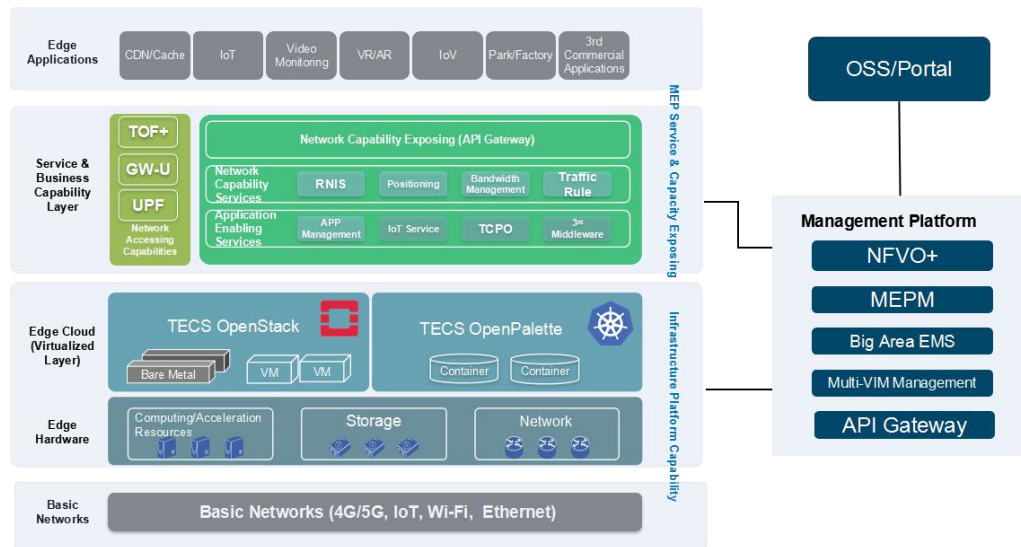 Edge
Applications
CDN/Cache
IoT
Video
Monitoring
VR/AR
IoV
Park/Factory
3rd
Commercial
Applications
Service &
Business
Capability
Layer
TOF+
GW-U
UPF
Network
Accessing
Capabilities
Network Capability Exposing (API Gateway)
Network
Capability
Services
RNIS
Positioning
Bandwidth
Management
Traffic
Rule
Application
Enabling
Services
APP
Management
IoT Service
TCPO
3rd
Middleware
MEP Service & Capacity Exposing
Edge Cloud
(Virtualized
Layer)
TECS OpenStack
Bare Metal
VM
VM
TECS OpenPalette
Container
Container
Edge
Hardware
Computing/Acceleration
Resources
Storage
Network
Infrastructure Platform Capability
Basic
Networks
Basic Networks (4G/5G, IoT, Wi-Fi, Ethernet)
OSS/Portal
Management Platform
NFVO+
MEPM
Big Area EMS
Multi-VIM Management
API Gateway